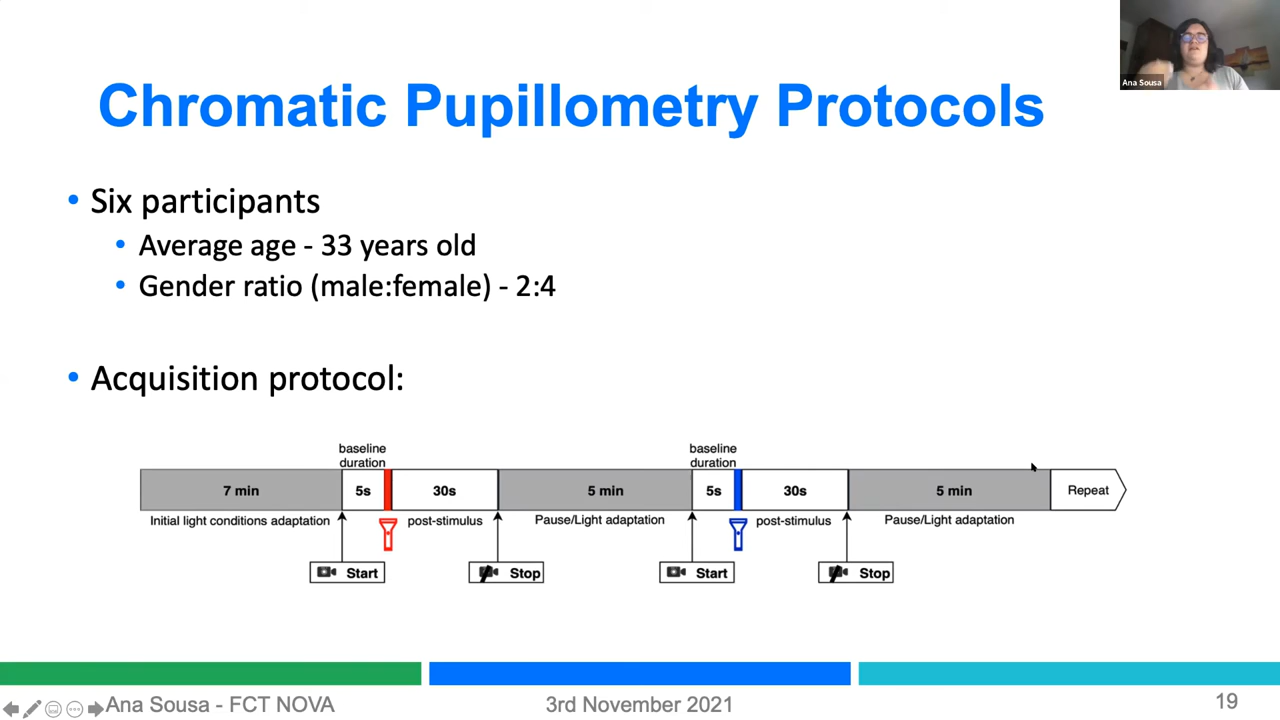 Ana Sousa
Chromatic Pupillometry Protocols
• Six participants
• Average age - 33 years old
• Gender ratio (male:female) - 2:4
• Acquisition protocol:
baseline
duration
baseline
duration
7 min
5s
30s
5 min
5s
30s
5 min
Repeat
Initial light conditions adaptation
post-stimulus
Pause/Light adaptation
post-stimulus
Pause/Light adaptation
Start
Stop
Start
Stop
Ana Sousa - FCT NOVA
3rd November 2021
19